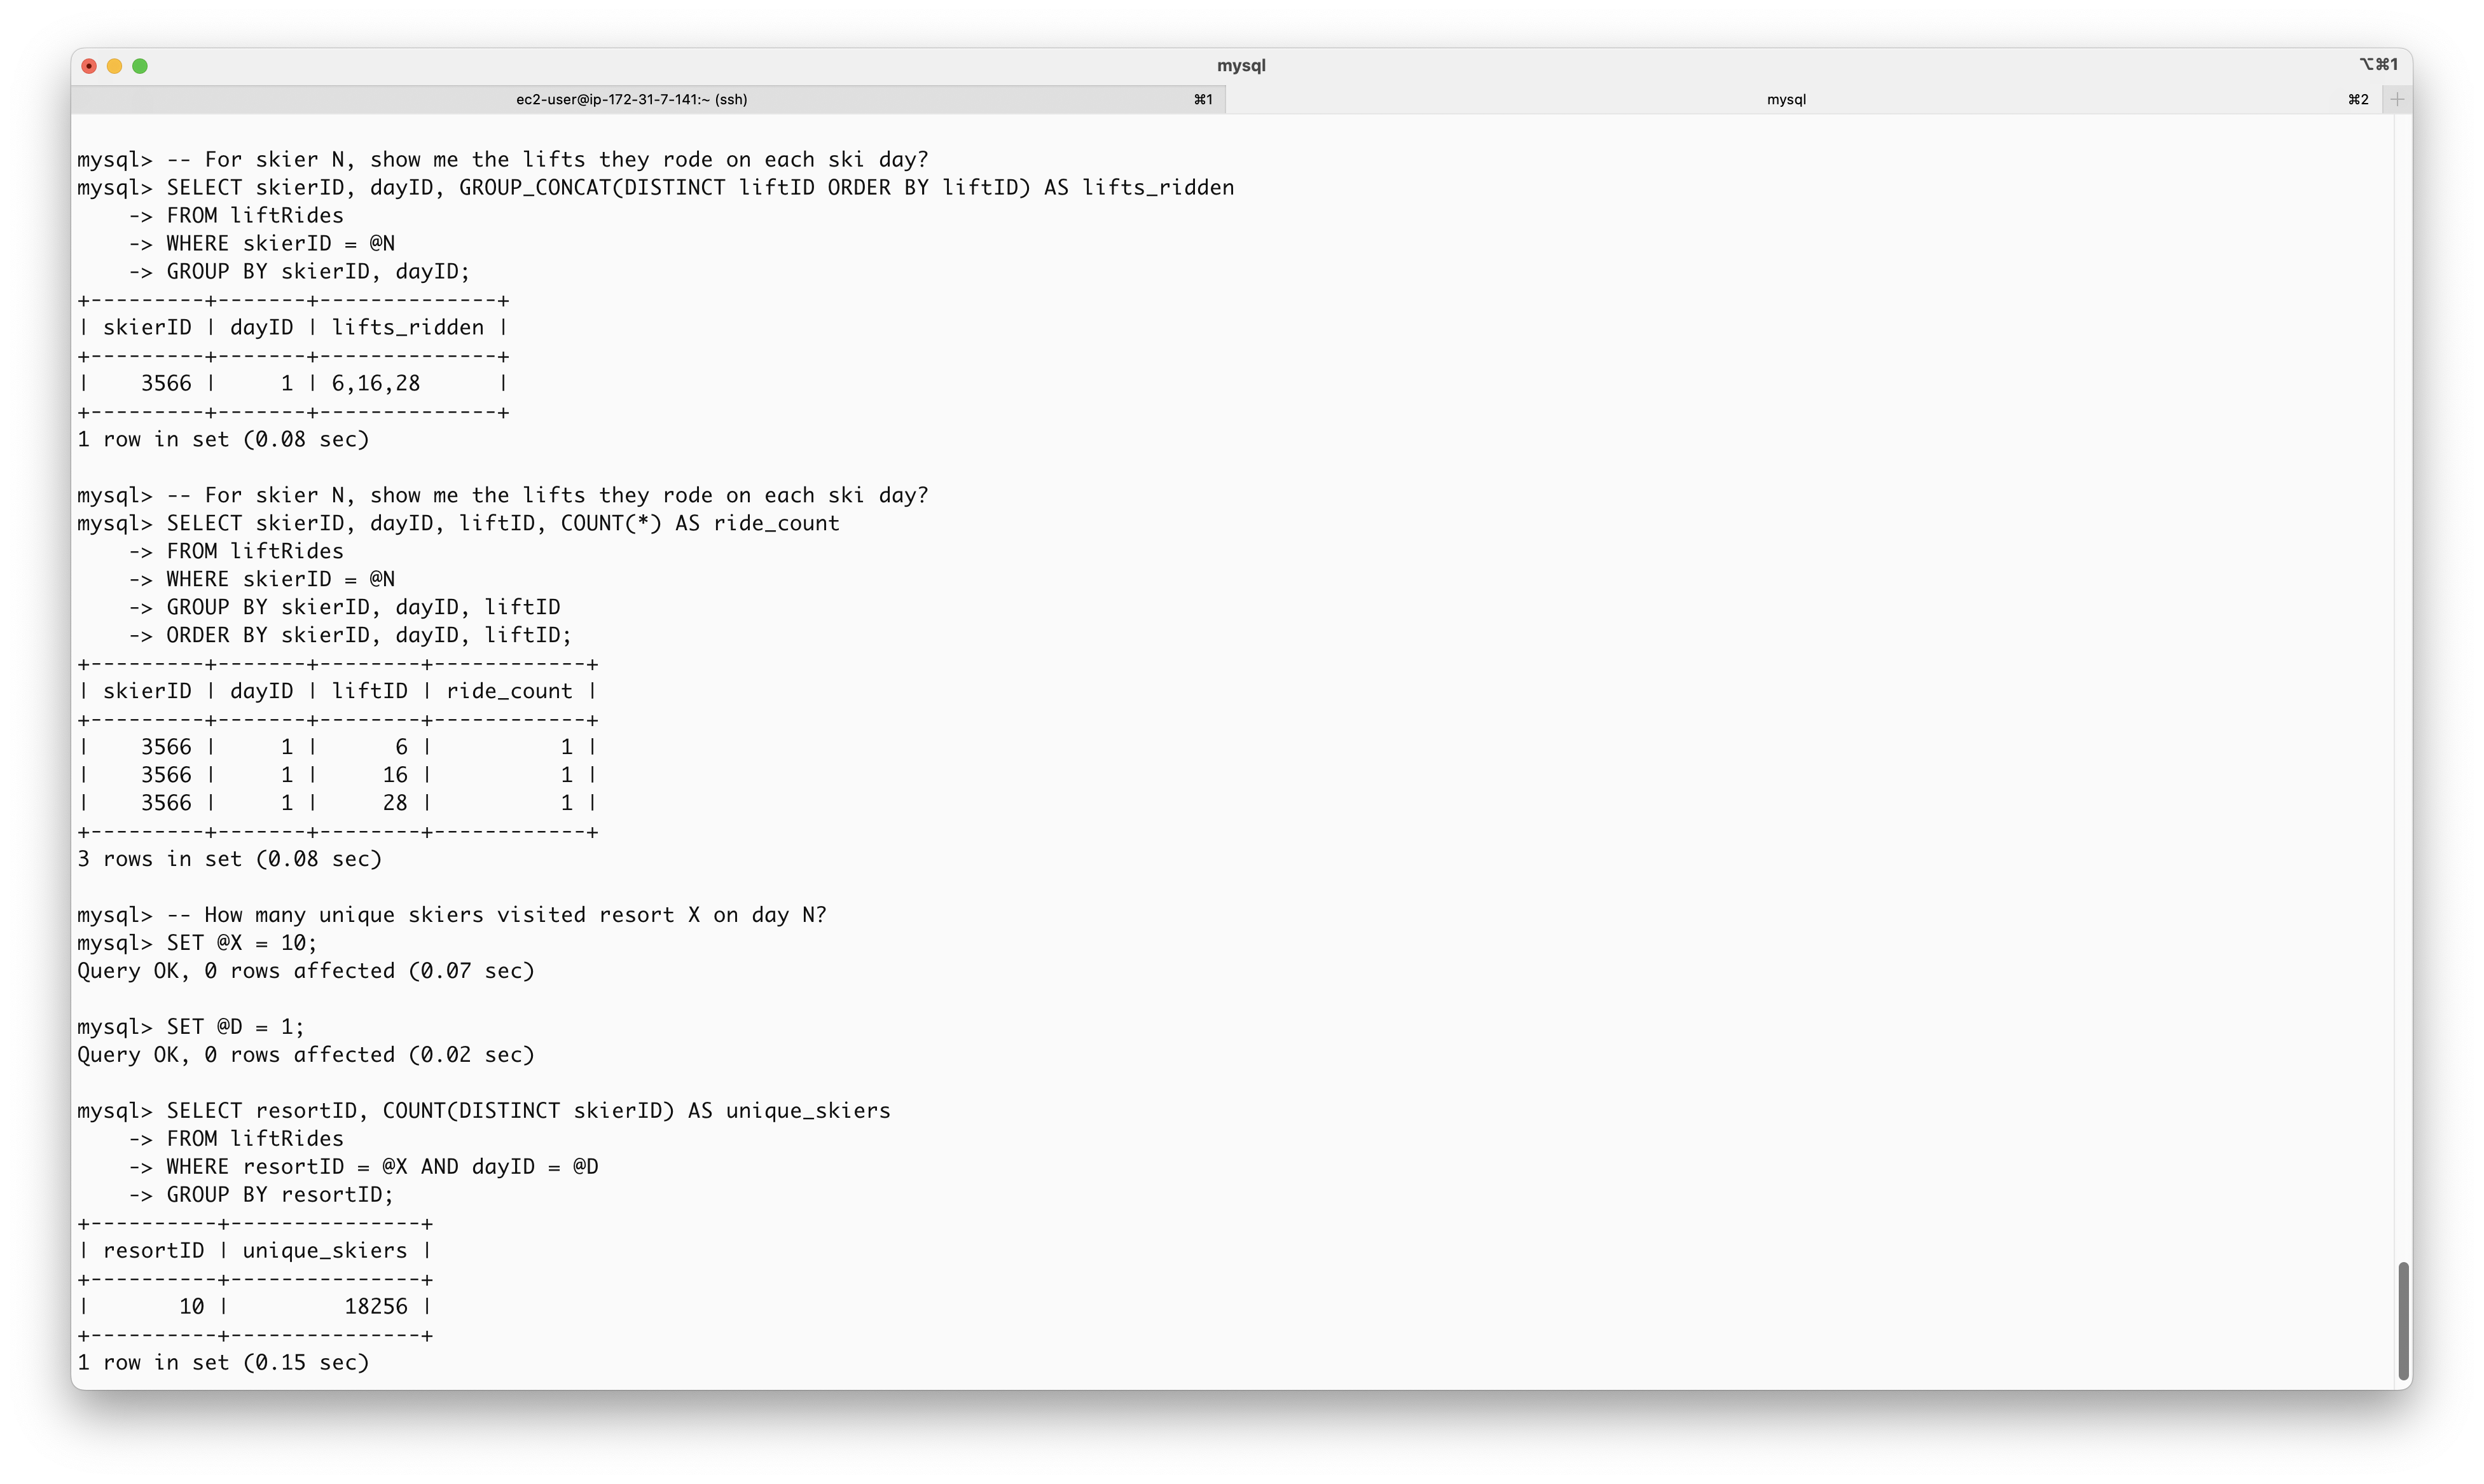 mysql
⌥⌘1
ec2-user@ip-172-31-7-141:~ (ssh) ⌘1 mysql ⌘2 +
mysql> -- For skier N, show me the lifts they rode on each ski day?
mysql> SELECT skierID, dayID, GROUP_CONCAT(DISTINCT liftID ORDER BY liftID) AS lifts_ridden
    -> FROM liftRides
    -> WHERE skierID = @N
    -> GROUP BY skierID, dayID;
+---------+-------+--------------+
| skierID | dayID | lifts_ridden |
+---------+-------+--------------+
|    3566 |     1 | 6,16,28      |
+---------+-------+--------------+
1 row in set (0.08 sec)
mysql> -- For skier N, show me the lifts they rode on each ski day?
mysql> SELECT skierID, dayID, liftID, COUNT(*) AS ride_count
    -> FROM liftRides
    -> WHERE skierID = @N
    -> GROUP BY skierID, dayID, liftID
    -> ORDER BY skierID, dayID, liftID;
+---------+-------+--------+------------+
| skierID | dayID | liftID | ride_count |
+---------+-------+--------+------------+
|    3566 |     1 |      6 |          1 |
|    3566 |     1 |     16 |          1 |
|    3566 |     1 |     28 |          1 |
+---------+-------+--------+------------+
3 rows in set (0.08 sec)
mysql> -- How many unique skiers visited resort X on day N?
mysql> SET @X = 10;
Query OK, 0 rows affected (0.07 sec)
mysql> SET @D = 1;
Query OK, 0 rows affected (0.02 sec)
mysql> SELECT resortID, COUNT(DISTINCT skierID) AS unique_skiers
    -> FROM liftRides
    -> WHERE resortID = @X AND dayID = @D
    -> GROUP BY resortID;
+----------+---------------+
| resortID | unique_skiers |
+----------+---------------+
|       10 |         18256 |
+----------+---------------+
1 row in set (0.15 sec)